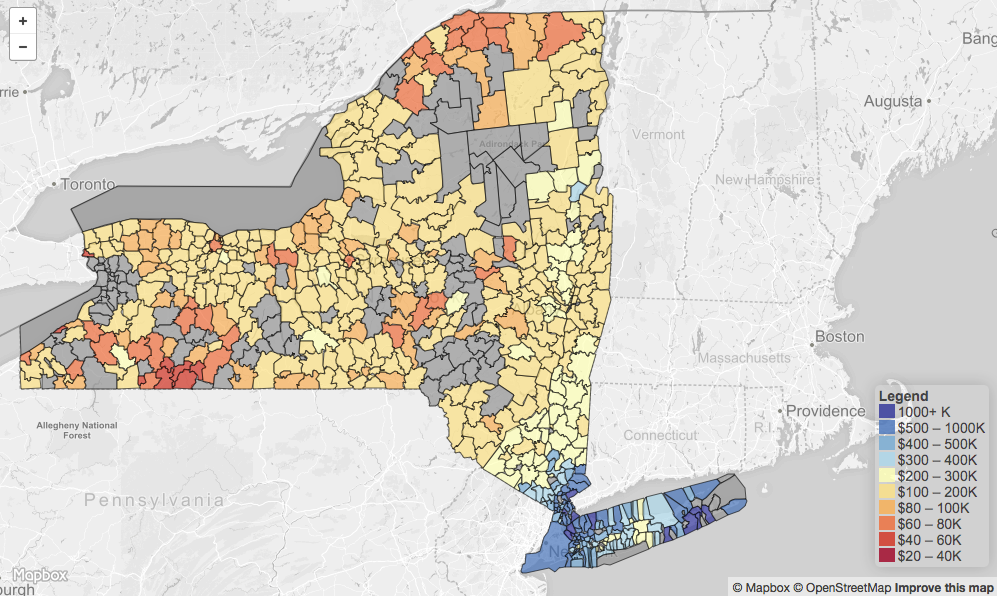 +
−
Bang
rrie
Augusta
Vermont
Adirondack Par
Toronto
New Hampshire
Boston
Massachusetts
Allegheny National
Forest
Providence
R.I.
Connecticut
Pennsylvania
Ne
Legend
1000+ K
$500 – 1000K
$400 – 500K
$300 – 400K
$200 – 300K
$100 – 200K
$80 – 100K
$60 – 80K
$40 – 60K
$20 – 40K
Mapbox
burgh
© Mapbox © OpenStreetMap Improve this map